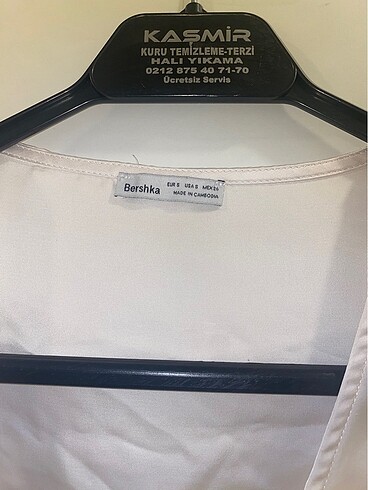 KAŞMİR
KURU TEMİZLEME-TERZİ
HALI YIKAMA
0212 875 40 71-70
Ücretsiz Servis
Bershka
EUR S USA S MEX 26
MADE IN CAMBODIA